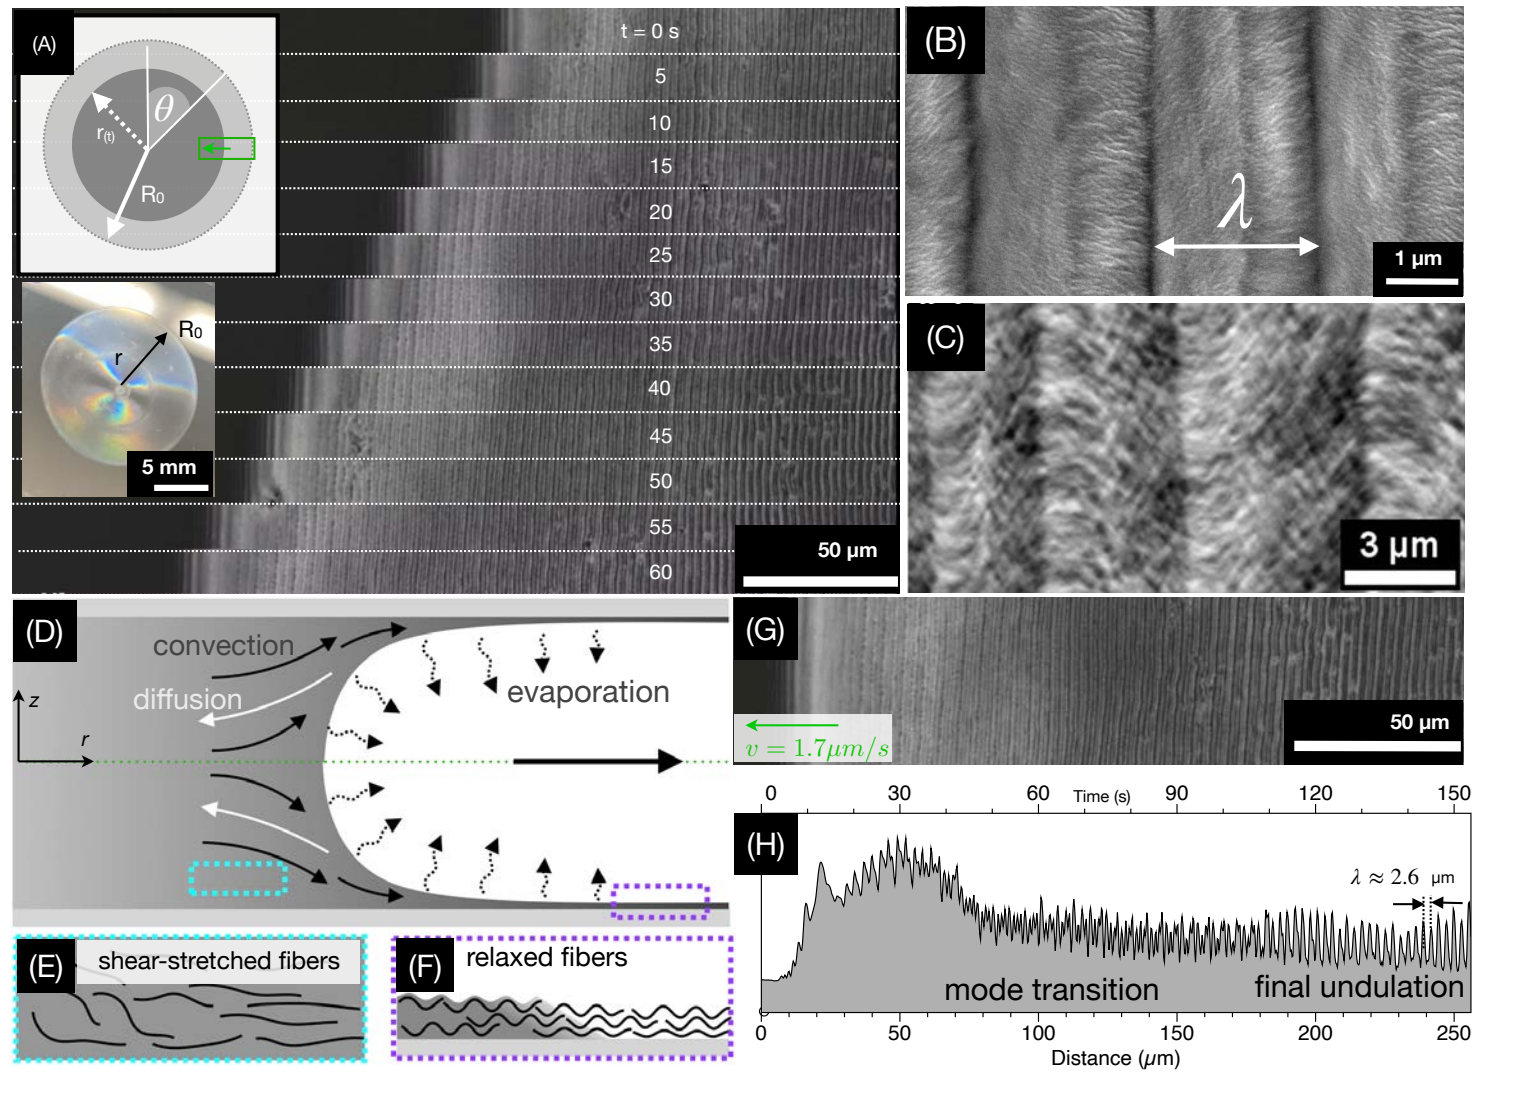 (A)
θ
r(t)
R₀
t = 0 s
5
10
15
20
25
30
35
40
45
50
55
60
50 μm
R₀
r
5 mm
(B)
λ
1 μm
(C)
3 μm
(D)
convection
diffusion
evaporation
z
r
(E)
shear-stretched fibers
(F)
relaxed fibers
(G)
v = 1.7μm/s
50 μm
0 30 60 Time (s) 90 120 150
(H)
λ ≈ 2.6 μm
mode transition
final undulation
0 50 100 150 200 250
Distance (μm)